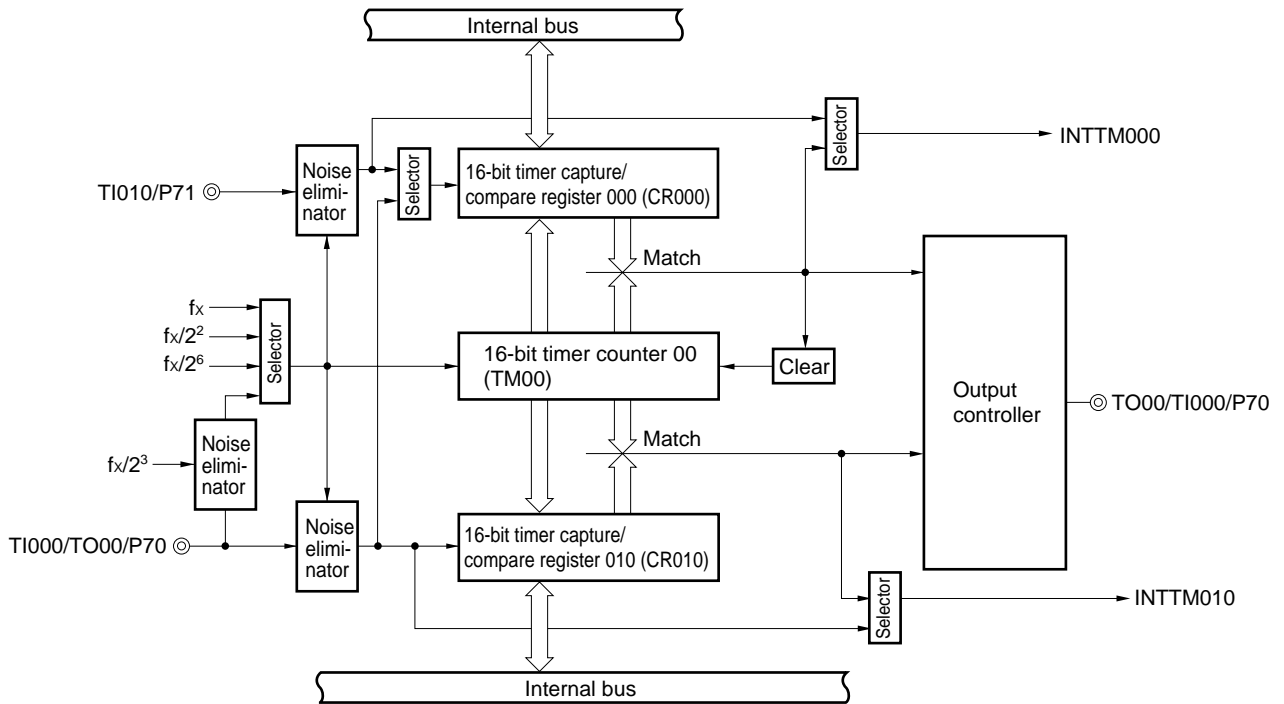 Internal bus
INTTM000
Selector
TI010/P71
Noise
elimi-
nator
Selector
16-bit timer capture/
compare register 000 (CR000)
Match
fX
fX/2²
fX/2⁶
Selector
16-bit timer counter 00
(TM00)
Clear
Output
controller
TO00/TI000/P70
Match
fX/2³
Noise
elimi-
nator
TI000/TO00/P70
Noise
elimi-
nator
16-bit timer capture/
compare register 010 (CR010)
Selector
INTTM010
Internal bus